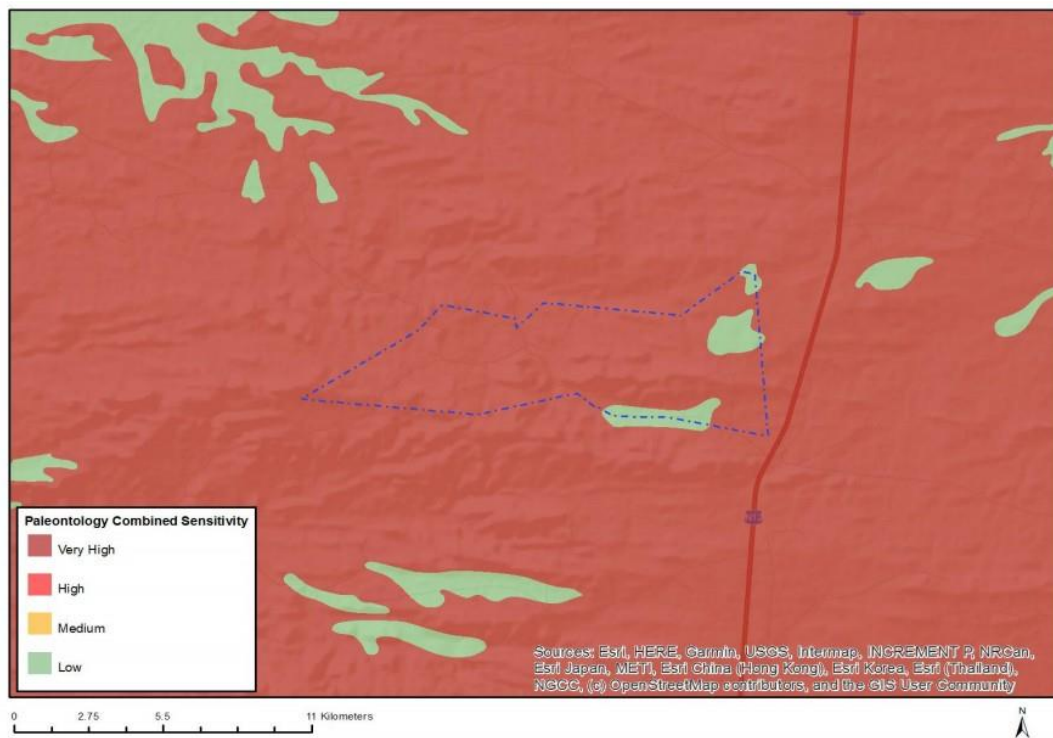 Paleontology Combined Sensitivity
Very High
High
Medium
Low
Sources: Esri, HERE, Garmin, USGS, Intermap, INCREMENT P, NRCan,
Esri Japan, METI, Esri China (Hong Kong), Esri Korea, Esri (Thailand),
NGCC, (c) OpenStreetMap contributors, and the GIS User Community
0 2.75 5.5 11 Kilometers
N